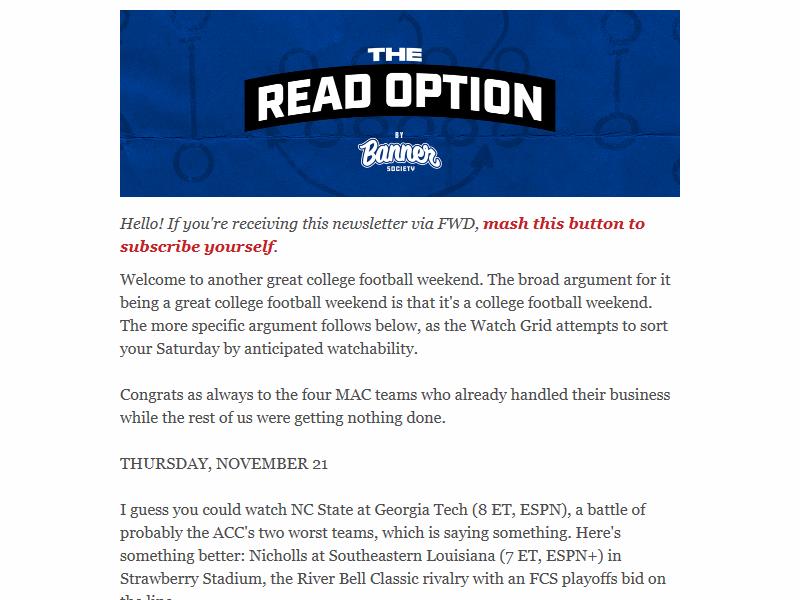 THE
READ OPTION
BY
Banner
SOCIETY
Hello! If you're receiving this newsletter via FWD, mash this button to
subscribe yourself.
Welcome to another great college football weekend. The broad argument for it
being a great college football weekend is that it's a college football weekend.
The more specific argument follows below, as the Watch Grid attempts to sort
your Saturday by anticipated watchability.
Congrats as always to the four MAC teams who already handled their business
while the rest of us were getting nothing done.
THURSDAY, NOVEMBER 21
I guess you could watch NC State at Georgia Tech (8 ET, ESPN), a battle of
probably the ACC's two worst teams, which is saying something. Here's
something better: Nicholls at Southeastern Louisiana (7 ET, ESPN+) in
Strawberry Stadium, the River Bell Classic rivalry with an FCS playoffs bid on
the line